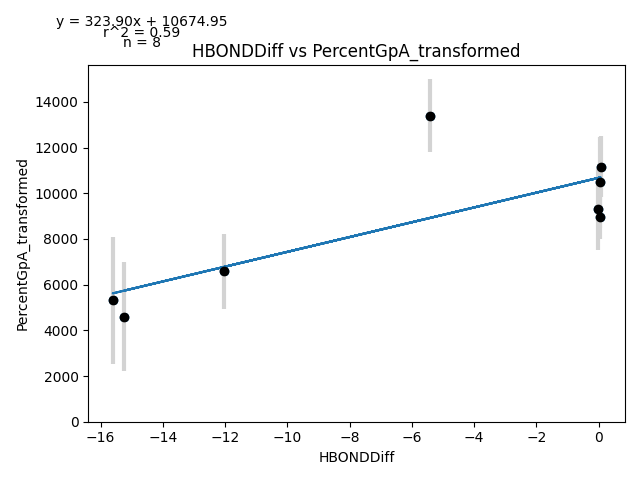 y = 323.90x + 10674.95
r^2 = 0.59
n = 8
HBONDDiff vs PercentGpA_transformed
PercentGpA_transformed
14000
12000
10000
8000
6000
4000
2000
0
−16
−14
−12
−10
−8
−6
−4
−2
0
HBONDDiff